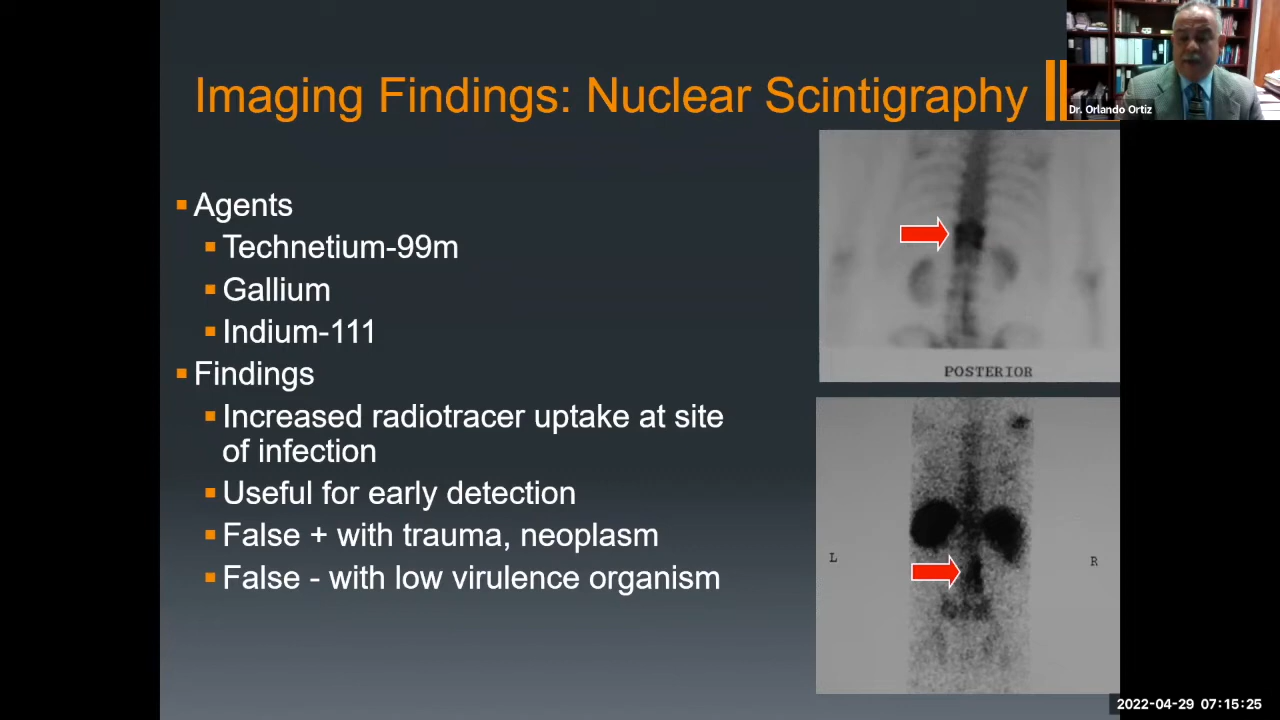 Imaging Findings: Nuclear Scintigraphy
Dr. Orlando Ortiz
Agents
Technetium-99m
Gallium
Indium-111
Findings
Increased radiotracer uptake at site
of infection
Useful for early detection
False + with trauma, neoplasm
False - with low virulence organism
POSTERIOR
L
R
2022-04-29 07:15:25